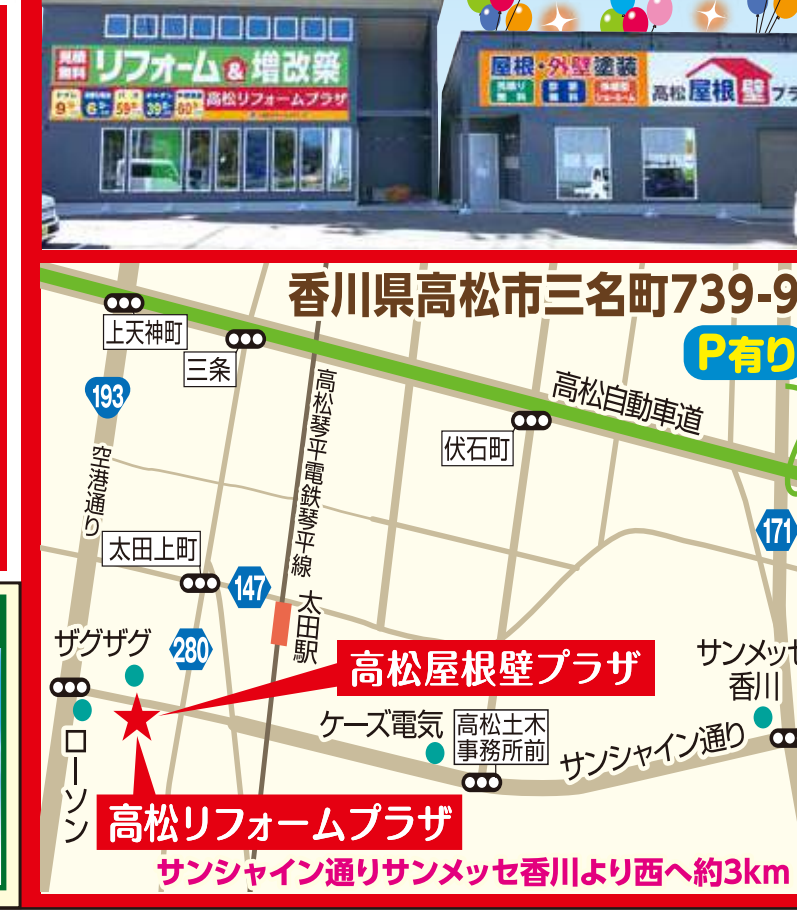 見積無料
リフォーム&増改築
高松リフォームプラザ
屋根・外壁塗装
高松屋根壁プラ
香川県高松市三名町739-9
P有り
上天神町
三条
193
空港通り
高松琴平電鉄琴平線
高松自動車道
伏石町
171
太田上町
147
太田駅
ザグザグ
280
高松屋根壁プラザ
サンメッセ
香川
ローソン
ケーズ電気
高松土木
事務所前
サンシャイン通り
高松リフォームプラザ
サンシャイン通りサンメッセ香川より西へ約3km